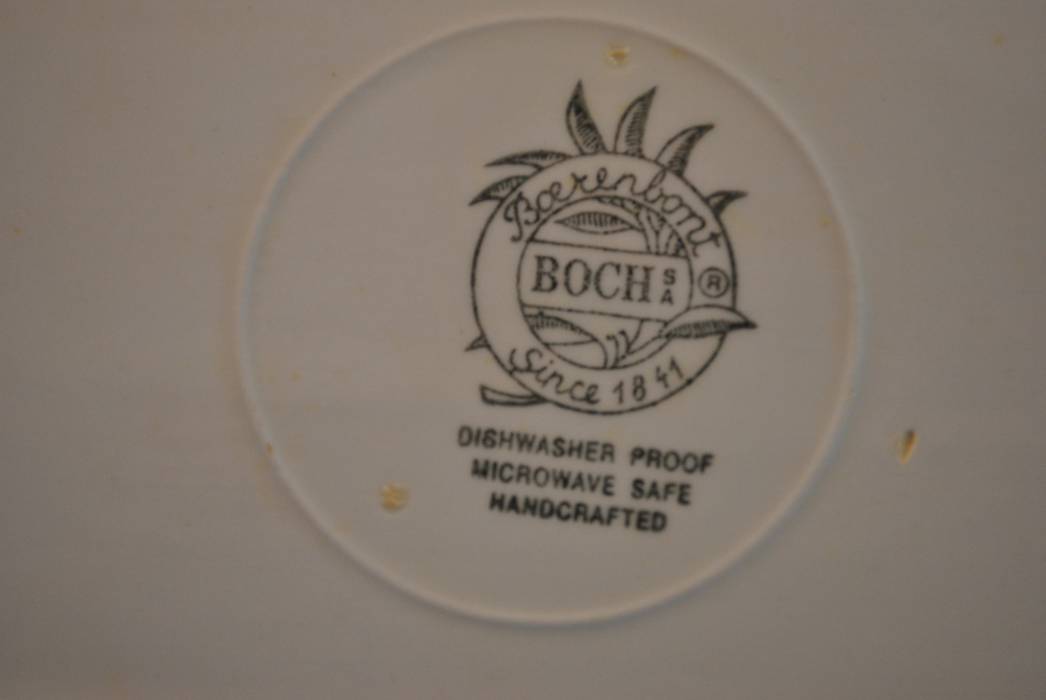 Boerenbont
BOCH SA
®
Since 1841
DISHWASHER PROOF
MICROWAVE SAFE
HANDCRAFTED